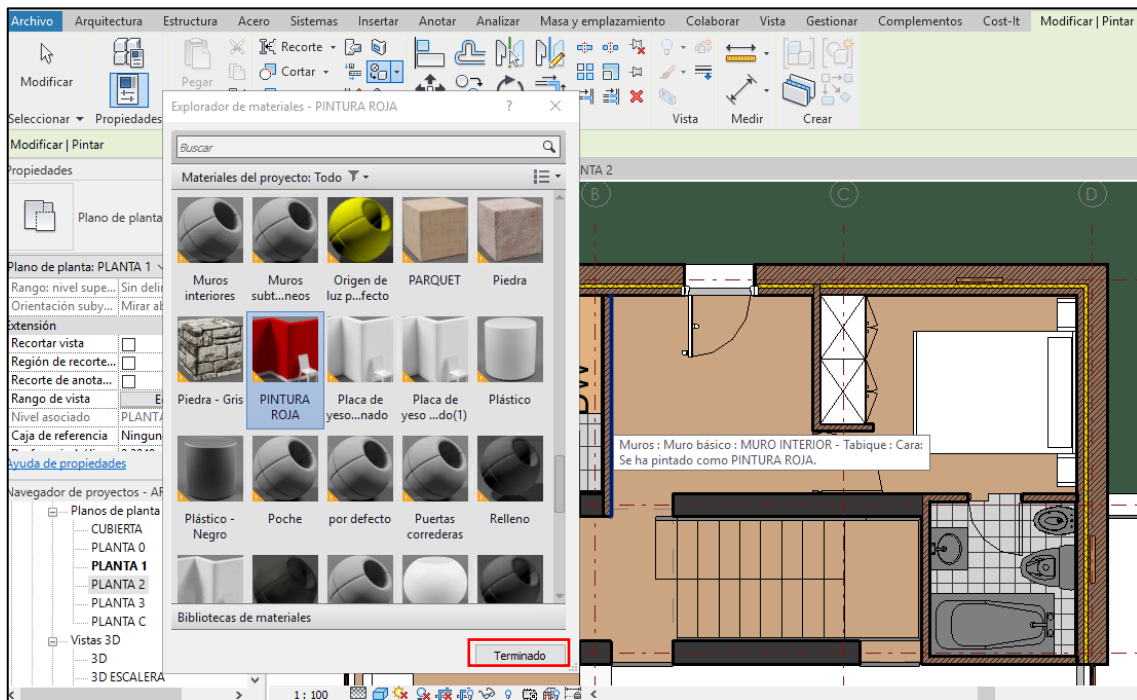 Archivo Arquitectura Estructura Acero Sistemas Insertar Anotar Analizar Masa y emplazamiento Colaborar Vista Gestionar Complementos Cost-It Modificar | Pintar
Modificar
Pegar
Recorte
Cortar
Seleccionar Propiedades Vista Medir Crear
Modificar | Pintar
Propiedades
Plano de planta
Plano de planta: PLANTA 1
Rango: nivel supe... Sin delir
Orientación suby... Mirar ab
Extensión
Recortar vista
Región de recorte...
Recorte de anota...
Rango de vista E
Nivel asociado PLANTA
Caja de referencia Ningun
Ayuda de propiedades
Navegador de proyectos - AR
Planos de planta
CUBIERTA
PLANTA 0
PLANTA 1
PLANTA 2
PLANTA 3
PLANTA C
Vistas 3D
3D
3D ESCALERA
Explorador de materiales - PINTURA ROJA ?
Buscar
Materiales del proyecto: Todo
Muros interiores
Muros subt...neos
Origen de luz p...fecto
PARQUET
Piedra
Piedra - Gris
PINTURA ROJA
Placa de yeso...nado
Placa de yeso ...do(1)
Plástico
Plástico - Negro
Poche
por defecto
Puertas correderas
Relleno
Bibliotecas de materiales
Terminado
NTA 2
B
C
D
Muros : Muro básico : MURO INTERIOR - Tabique : Cara:
Se ha pintado como PINTURA ROJA.
1 : 100